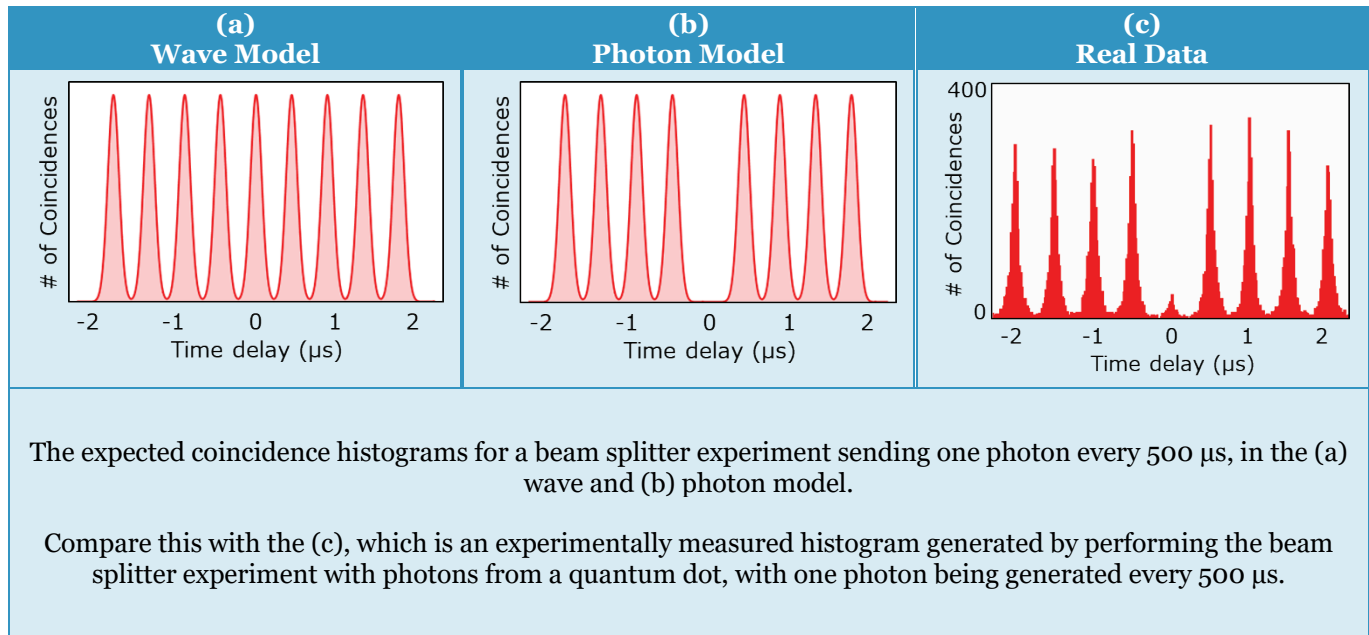 (a)
Wave Model
(b)
Photon Model
(c)
Real Data
# of Coincidences
-2 -1 0 1 2
Time delay (μs)
# of Coincidences
-2 -1 0 1 2
Time delay (μs)
400
# of Coincidences
0
-2 -1 0 1 2
Time delay (μs)
The expected coincidence histograms for a beam splitter experiment sending one photon every 500 μs, in the (a)
wave and (b) photon model.
Compare this with the (c), which is an experimentally measured histogram generated by performing the beam
splitter experiment with photons from a quantum dot, with one photon being generated every 500 μs.